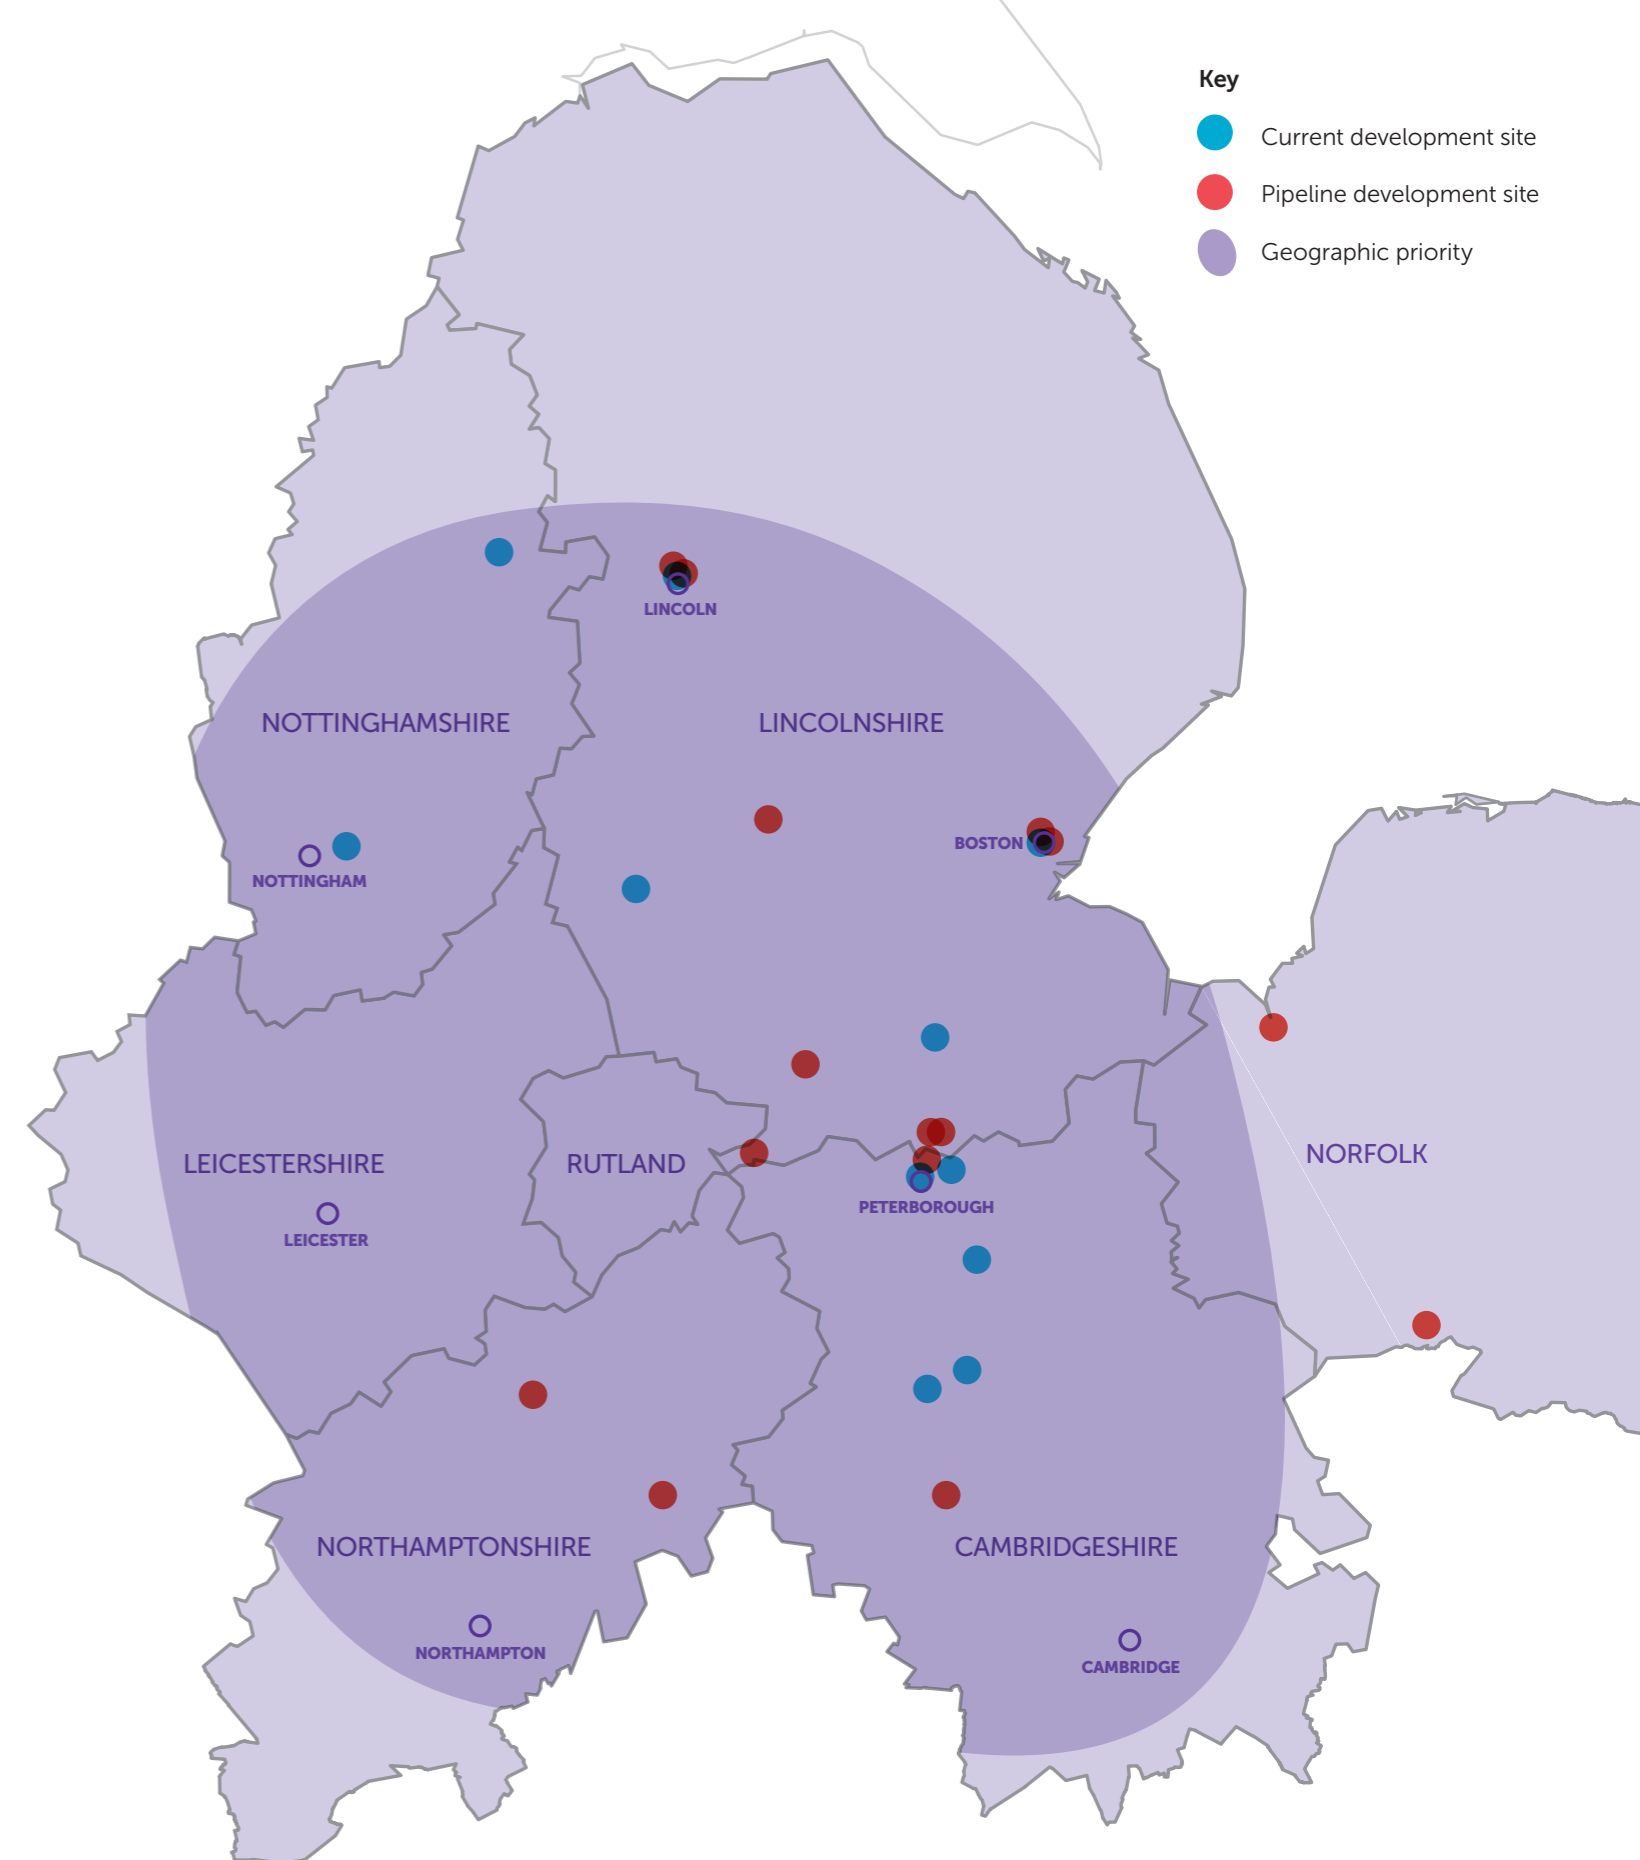 Key
Current development site
Pipeline development site
Geographic priority
LINCOLN
NOTTINGHAMSHIRE
LINCOLNSHIRE
BOSTON
NOTTINGHAM
NORFOLK
LEICESTERSHIRE
RUTLAND
PETERBOROUGH
LEICESTER
NORTHAMPTONSHIRE
CAMBRIDGESHIRE
NORTHAMPTON
CAMBRIDGE